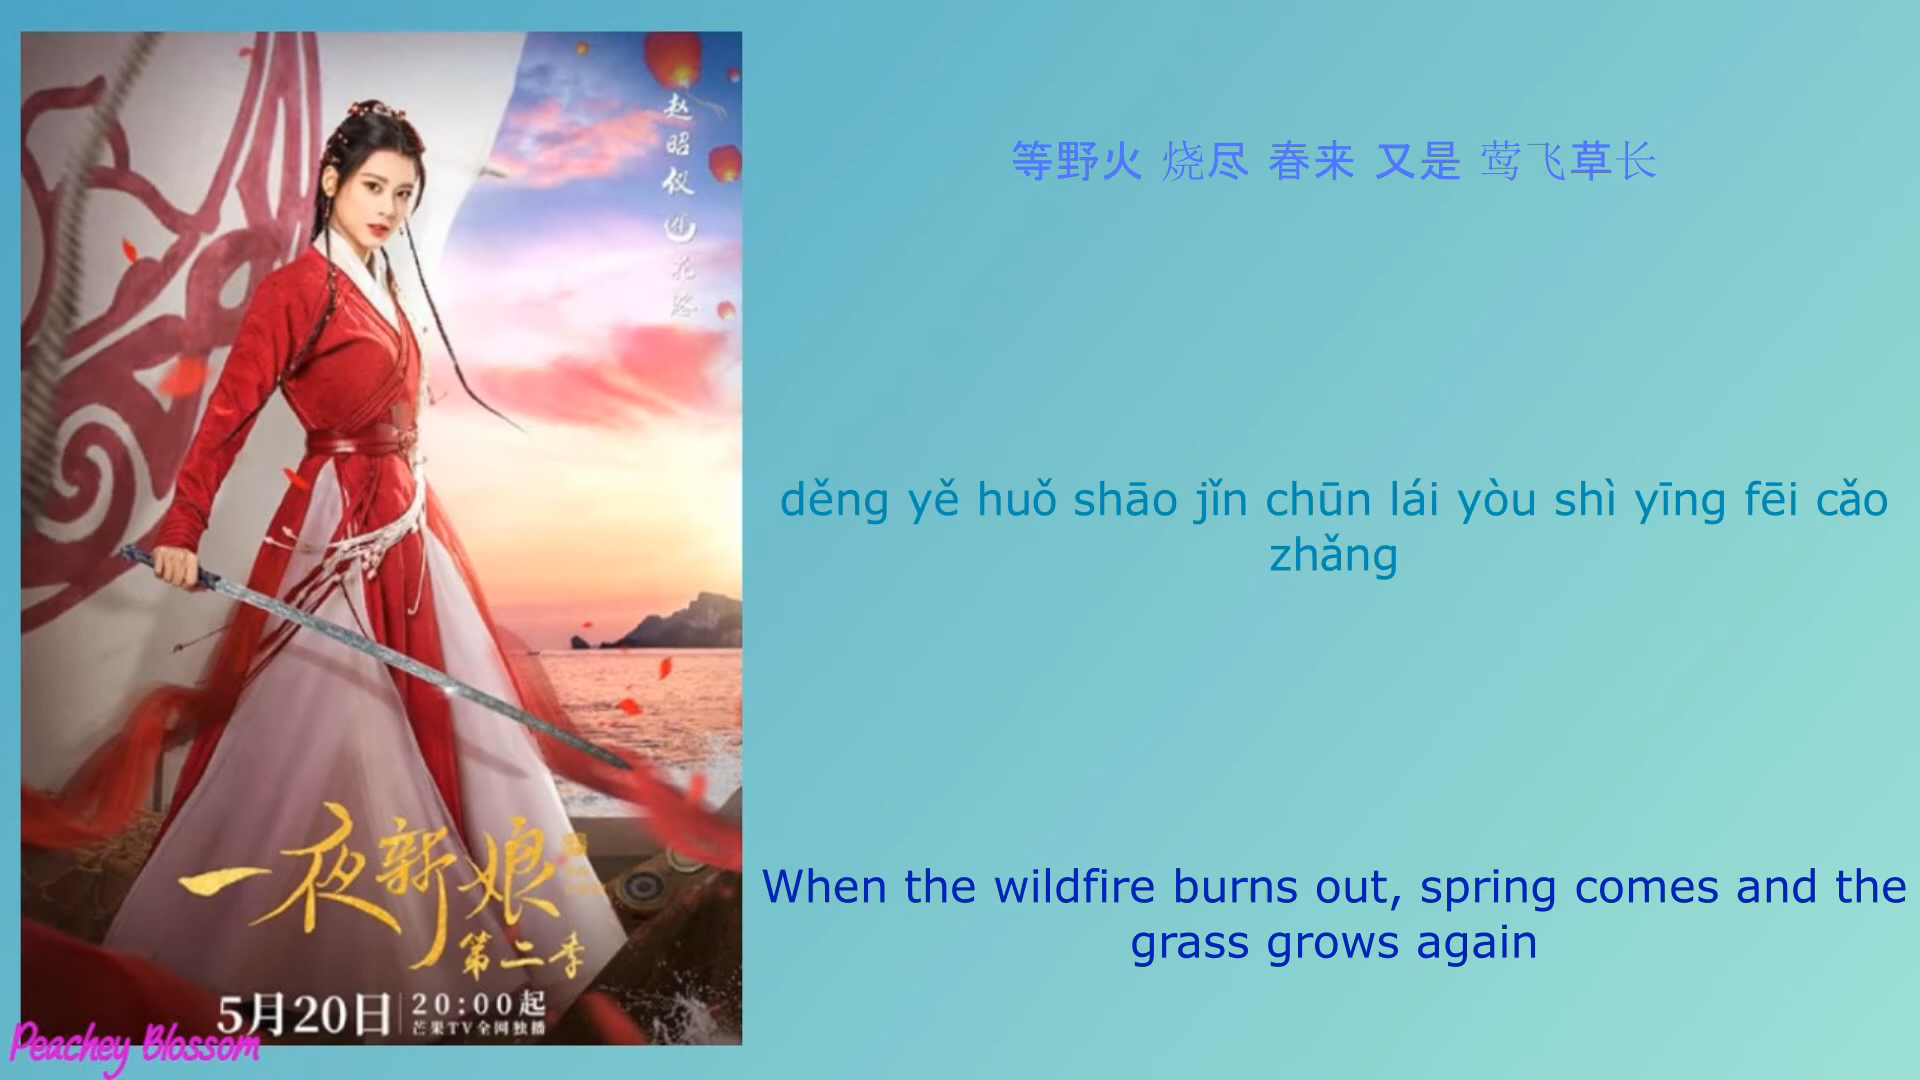 赵昭仪
花溶
等野火 烧尽 春来 又是 莺飞草长
děng yě huǒ shāo jǐn chūn lái yòu shì yīng fēi cǎo
zhǎng
When the wildfire burns out, spring comes and the
grass grows again
一夜新娘
第二季
5月20日 20:00起
芒果TV全网独播
Peachey Blossom